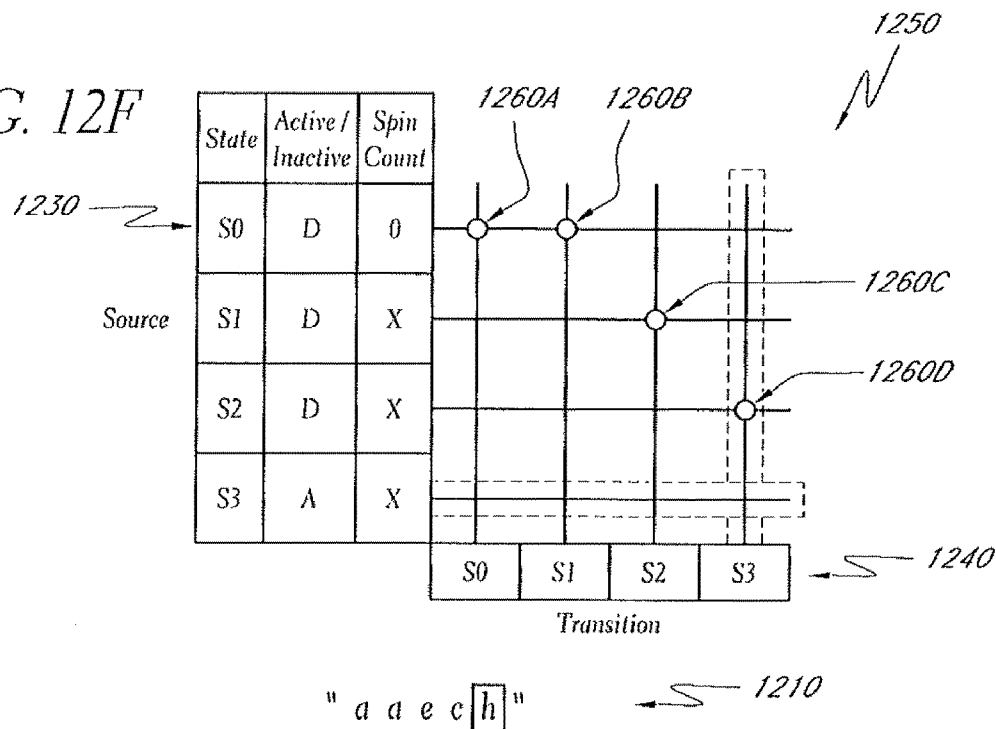 1250
G. 12F
1260A 1260B
State Active / Inactive Spin Count
1230
S0 D 0
1260C
Source S1 D X
1260D
S2 D X
S3 A X
S0 S1 S2 S3
1240
Transition
" a a e c h "
1210